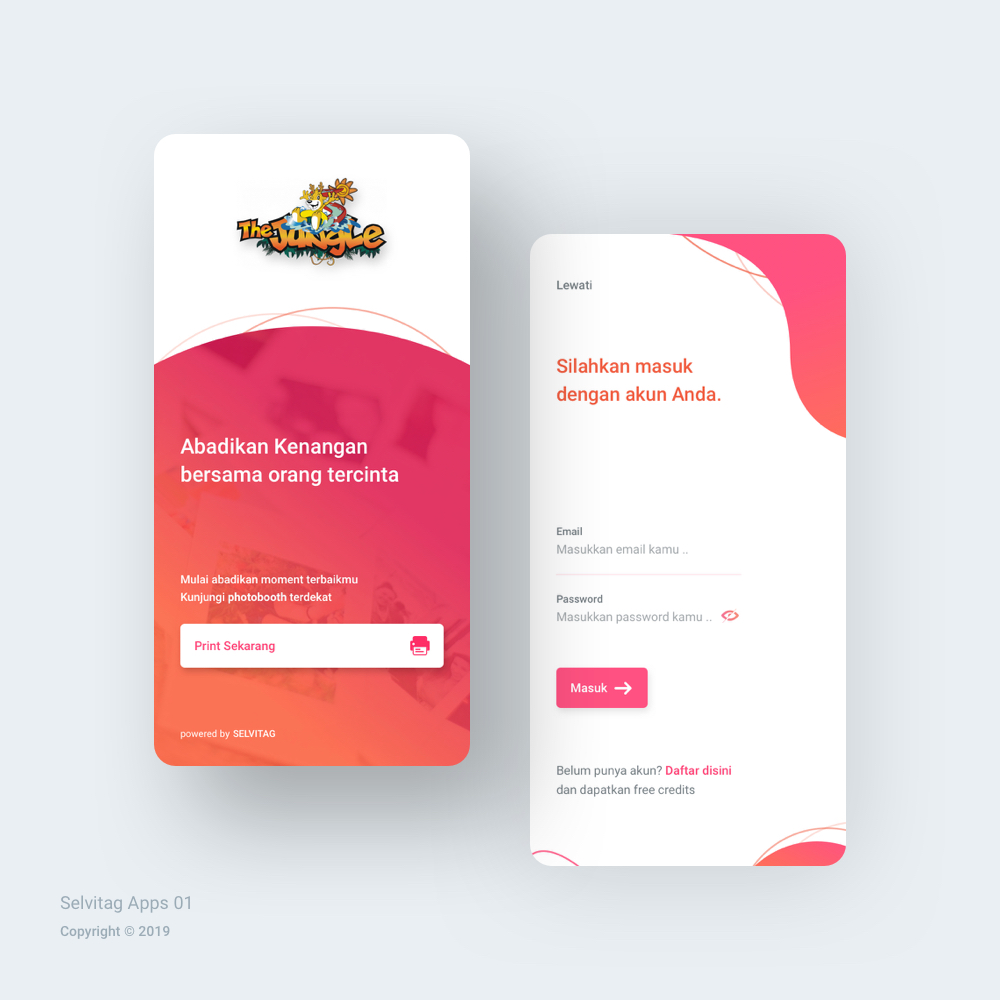 The Jungle
Abadikan Kenangan
bersama orang tercinta
Mulai abadikan moment terbaikmu
Kunjungi photobooth terdekat
Print Sekarang
powered by SELVITAG
Lewati
Silahkan masuk
dengan akun Anda.
Email
Masukkan email kamu ..
Password
Masukkan password kamu ..
Masuk
Belum punya akun? Daftar disini
dan dapatkan free credits
Selvitag Apps 01
Copyright © 2019